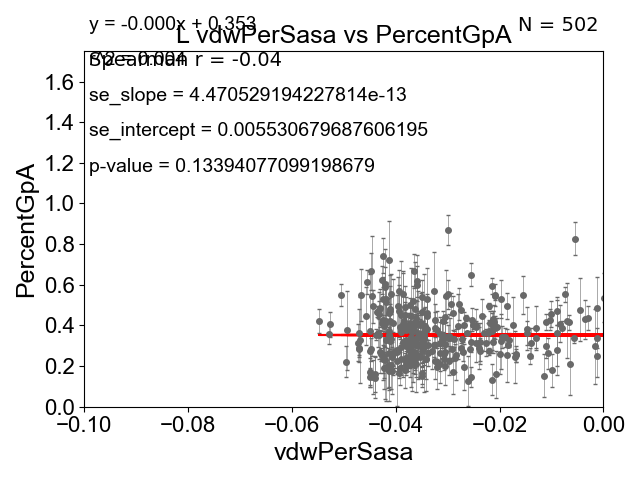 y = -0.000x + 0.353
N = 502
L vdwPerSasa vs PercentGpA
Spearman r = -0.04
se_slope = 4.470529194227814e-13
se_intercept = 0.005530679687606195
p-value = 0.13394077099198679
PercentGpA
1.6
1.4
1.2
1.0
0.8
0.6
0.4
0.2
0.0
−0.10 −0.08 −0.06 −0.04 −0.02 0.00
vdwPerSasa